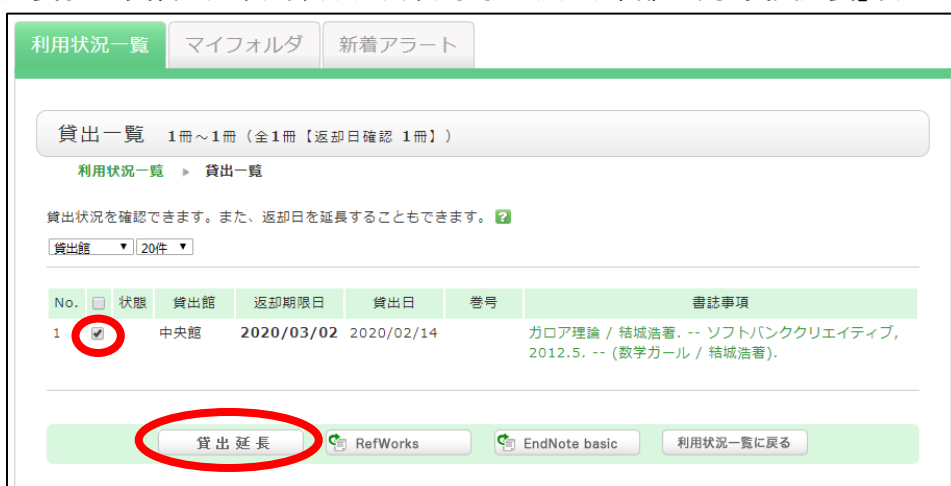 利用状況一覧 マイフォルダ 新着アラート
貸出一覧 1冊～1冊（全1冊【返却日確認 1冊】）
利用状況一覧 ▶ 貸出一覧
貸出状況を確認できます。また、返却日を延長することもできます。 ?
貸出館 ▼ 20件 ▼
No. 状態 貸出館 返却期限日 貸出日 巻号 書誌事項
1 中央館 2020/03/02 2020/02/14 ガロア理論 / 結城浩著. -- ソフトバンククリエイティブ,
2012.5. -- (数学ガール / 結城浩著).
貸出延長 RefWorks EndNote basic 利用状況一覧に戻る